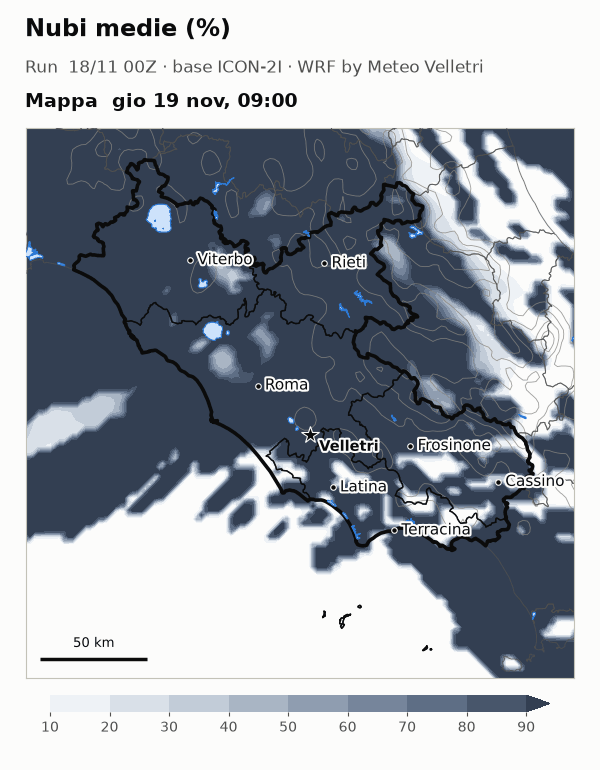 Nubi medie (%)
Run  18/11 00Z · base ICON-2I · WRF by Meteo Velletri
Mappa  gio 19 nov, 09:00
Viterbo
Rieti
Roma
Velletri
Frosinone
Latina
Cassino
Terracina
50 km
10 20 30 40 50 60 70 80 90